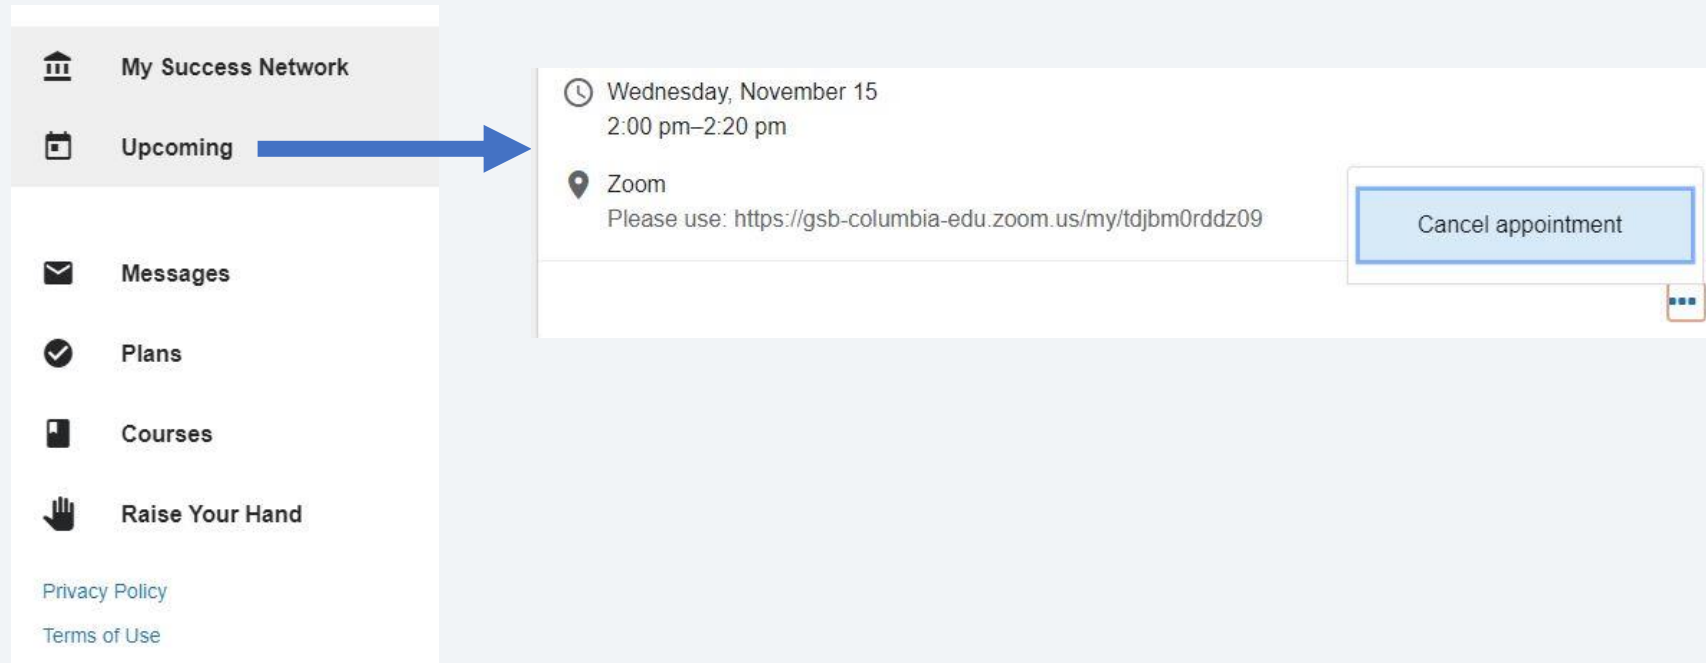 My Success Network
Upcoming
Messages
Plans
Courses
Raise Your Hand
Privacy Policy
Terms of Use
Wednesday, November 15
2:00 pm–2:20 pm
Zoom
Please use: https://gsb-columbia-edu.zoom.us/my/tdjbm0rddz09
Cancel appointment